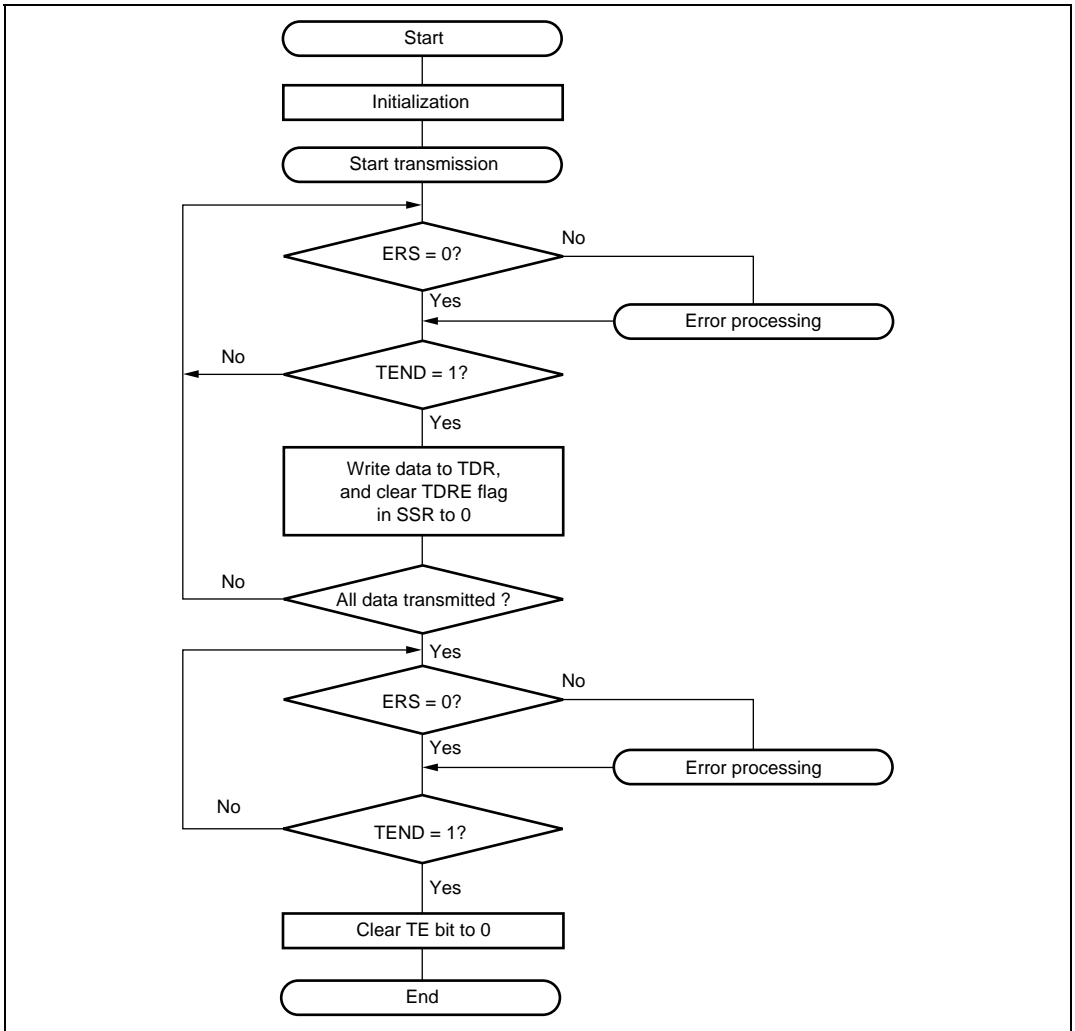 Start
Initialization
Start transmission
ERS = 0?
No
Yes
Error processing
No
TEND = 1?
Yes
Write data to TDR,
and clear TDRE flag
in SSR to 0
No
All data transmitted ?
Yes
ERS = 0?
No
Yes
Error processing
No
TEND = 1?
Yes
Clear TE bit to 0
End